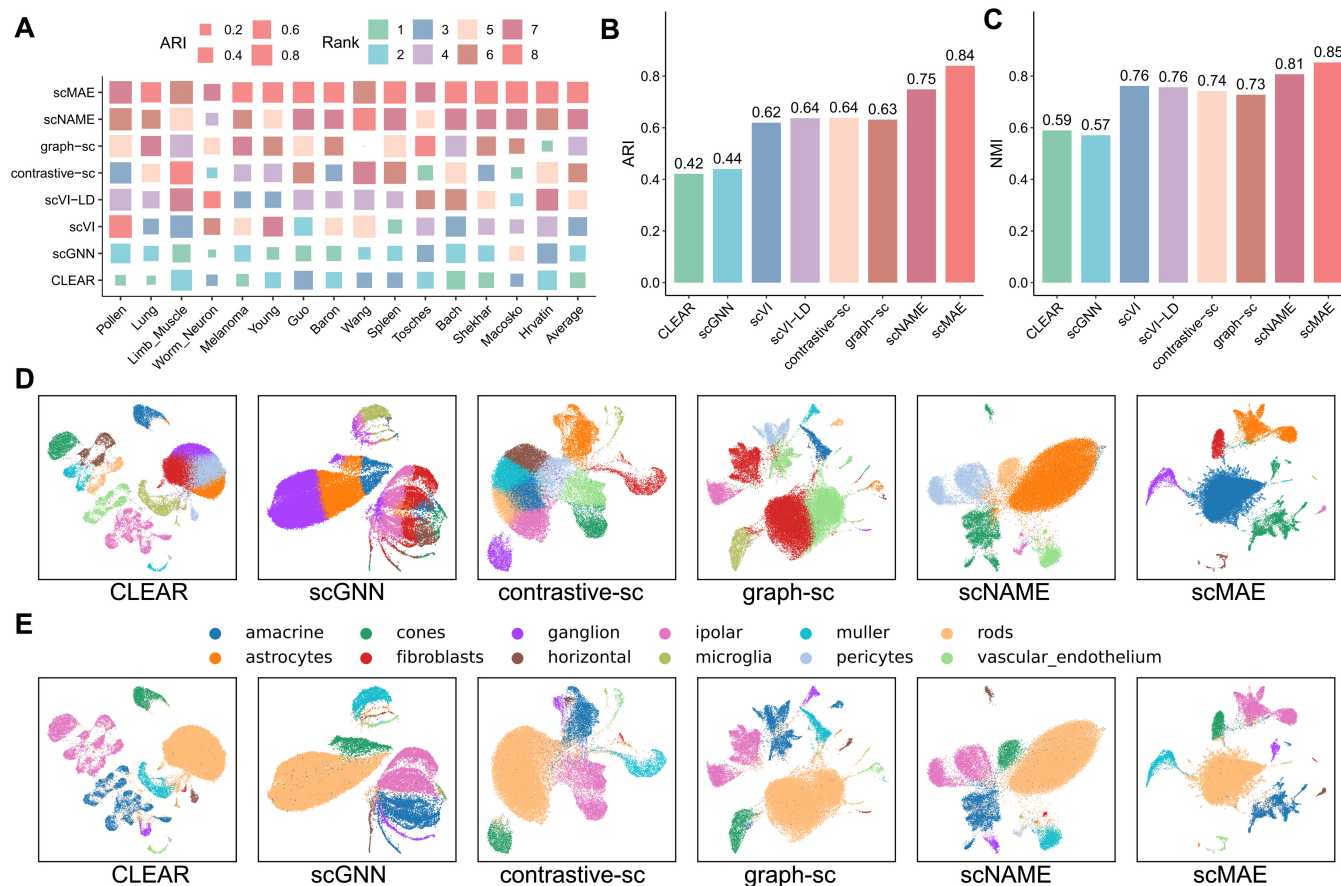 A
ARI 0.2 0.6
0.4 0.8
Rank 1 3 5 7
2 4 6 8
scMAE
scNAME
graph-sc
contrastive-sc
scVI-LD
scVI
scGNN
CLEAR
Pollen
Lung
Limb_Muscle
Worm_Neuron
Melanoma
Young
Guo
Baron
Wang
Spleen
Tosches
Bach
Shekhar
Macosko
Hrvatin
Average
B
ARI
0.8
0.6
0.4
0.2
0.0
0.42
0.44
0.62
0.64
0.64
0.63
0.75
0.84
CLEAR
scGNN
scVI
scVI-LD
contrastive-sc
graph-sc
scNAME
scMAE
C
NMI
0.8
0.6
0.4
0.2
0.0
0.59
0.57
0.76
0.76
0.74
0.73
0.81
0.85
CLEAR
scGNN
scVI
scVI-LD
contrastive-sc
graph-sc
scNAME
scMAE
D
CLEAR scGNN contrastive-sc graph-sc scNAME scMAE
E
amacrine cones ganglion ipolar muller rods
astrocytes fibroblasts horizontal microglia pericytes vascular_endothelium
CLEAR scGNN contrastive-sc graph-sc scNAME scMAE